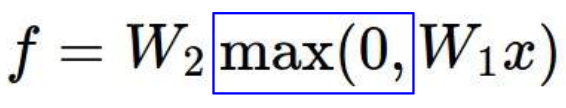 f = W₂ max(0, W₁x)